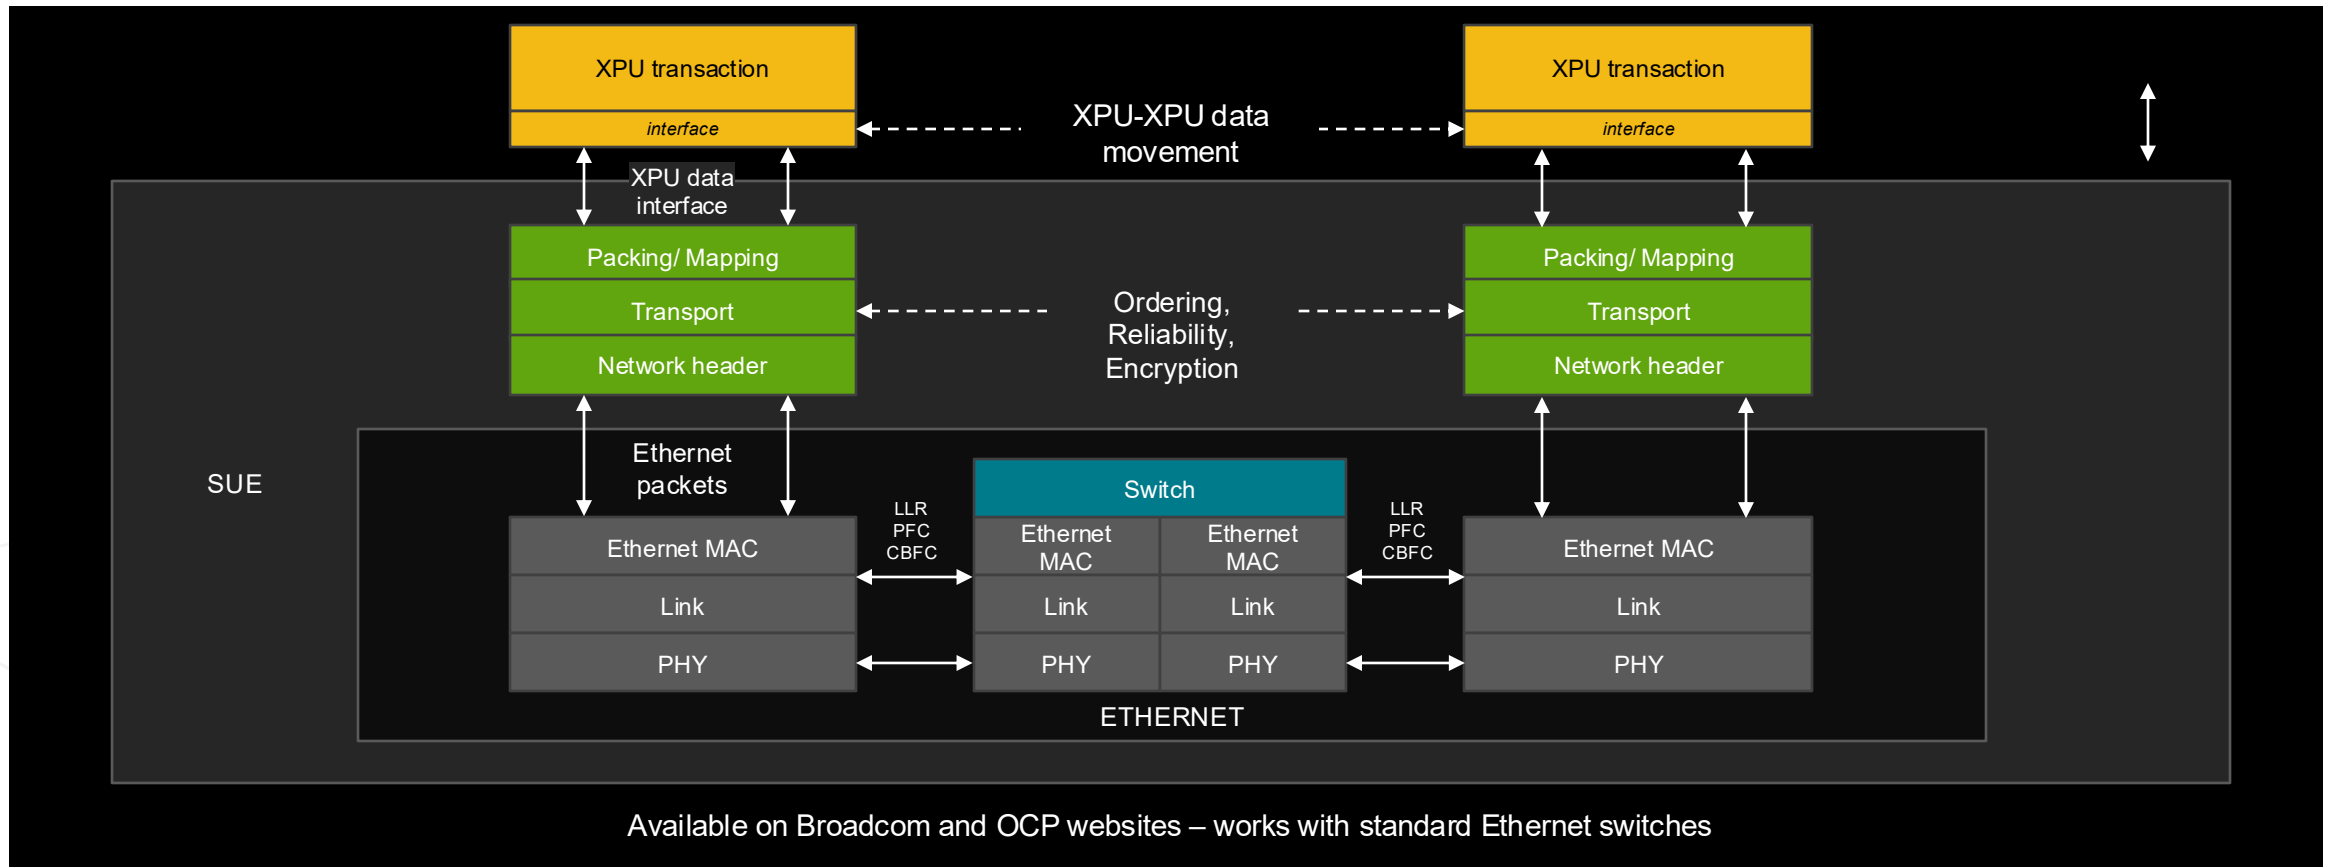 XPU transaction
XPU transaction
interface
XPU-XPU data
movement
interface
XPU data
interface
Packing/ Mapping
Packing/ Mapping
Transport
Ordering,
Reliability,
Encryption
Transport
Network header
Network header
SUE
Ethernet
packets
Switch
LLR
PFC
CBFC
LLR
PFC
CBFC
Ethernet MAC
Ethernet
MAC
Ethernet
MAC
Ethernet MAC
Link
Link
Link
Link
PHY
PHY
PHY
PHY
ETHERNET
Available on Broadcom and OCP websites – works with standard Ethernet switches